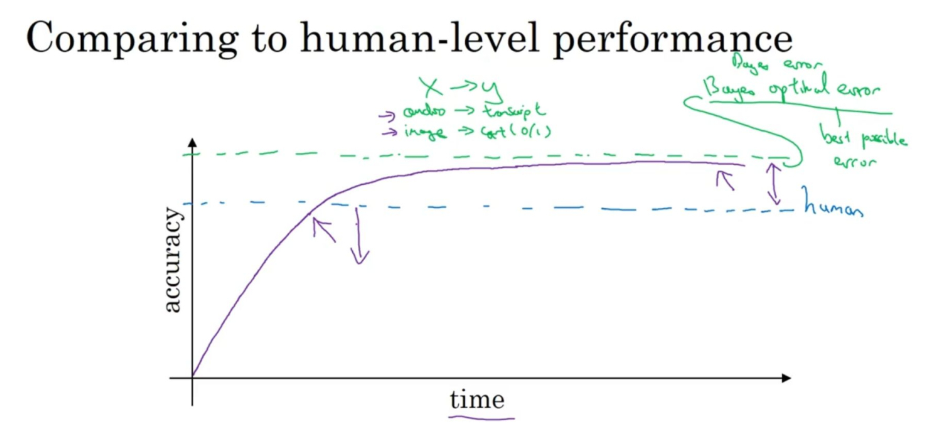 Comparing to human-level performance
Bayes error
Bayes optimal error
best possible
error
X → y
→ audio → transcript
→ image → cat (0/1)
human
accuracy
time